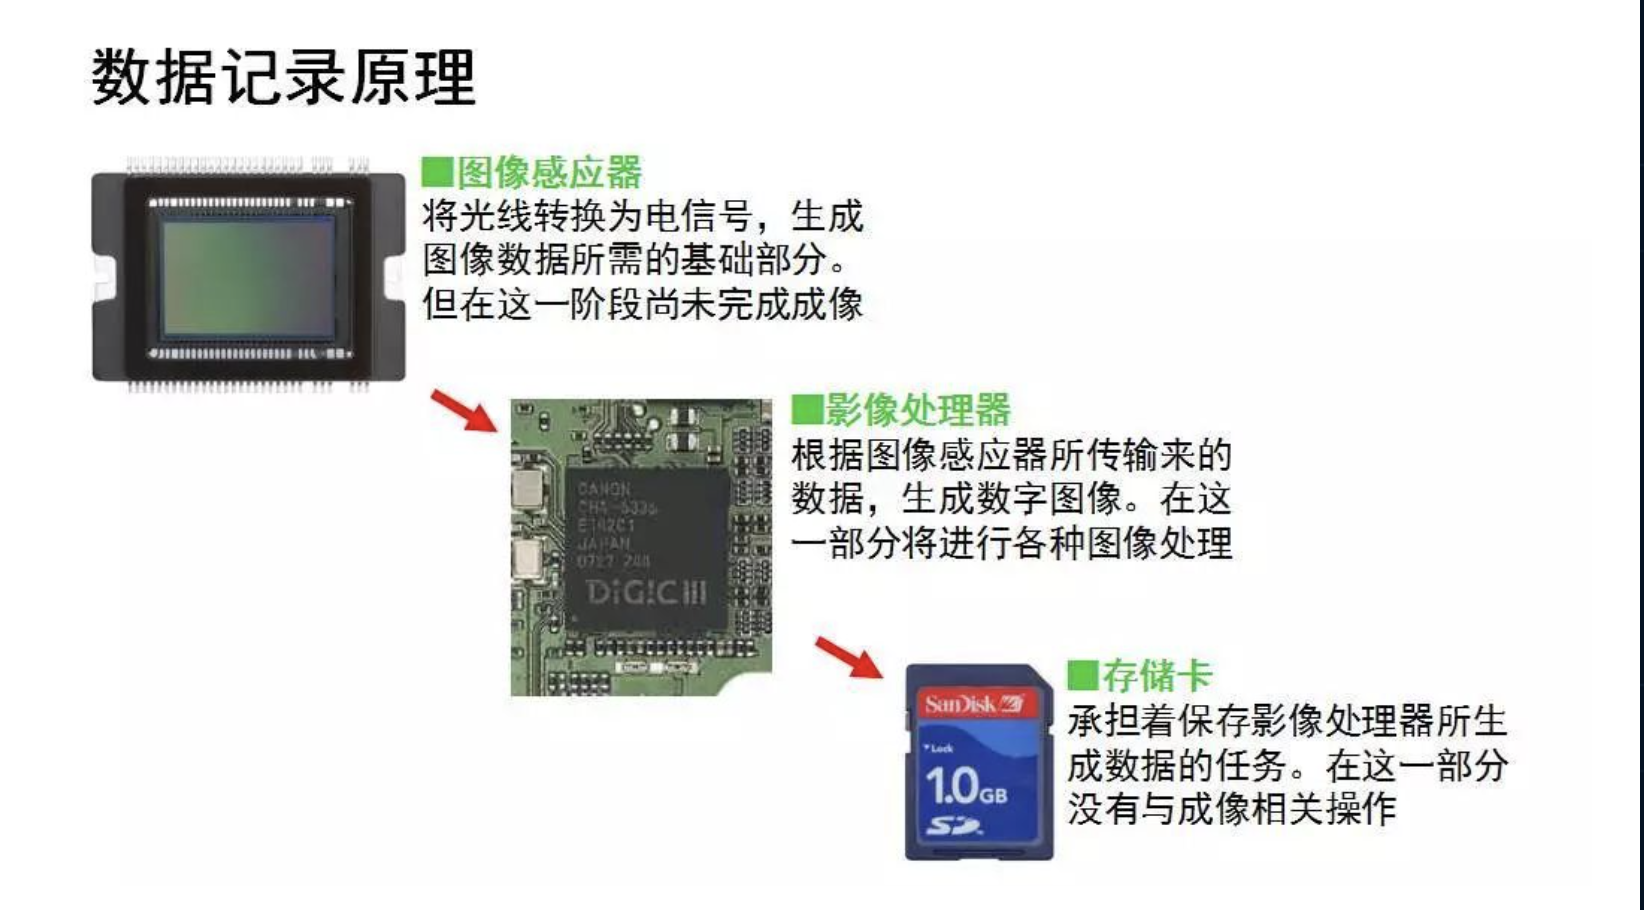 数据记录原理
■图像感应器
将光线转换为电信号，生成
图像数据所需的基础部分。
但在这一阶段尚未完成成像
■影像处理器
根据图像感应器所传输来的
数据，生成数字图像。在这
一部分将进行各种图像处理
CANON
JAPAN
DiGiC III
■存储卡
承担着保存影像处理器所生
成数据的任务。在这一部分
没有与成像相关操作
SanDisk
Lock
1.0GB
SD